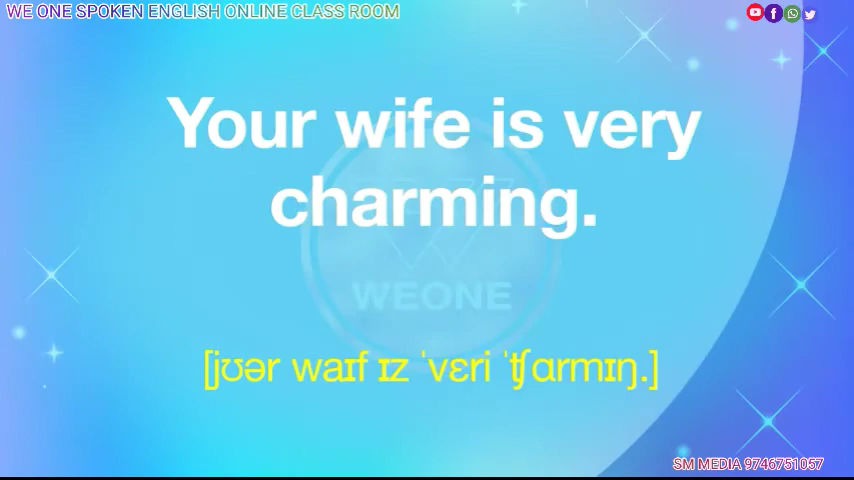 WE ONE SPOKEN ENGLISH ONLINE CLASS ROOM
Your wife is very
charming.
WEONE
[jʊər waɪf ɪz ˈvɛri ˈʧɑrmɪŋ.]
SM MEDIA 9746751057